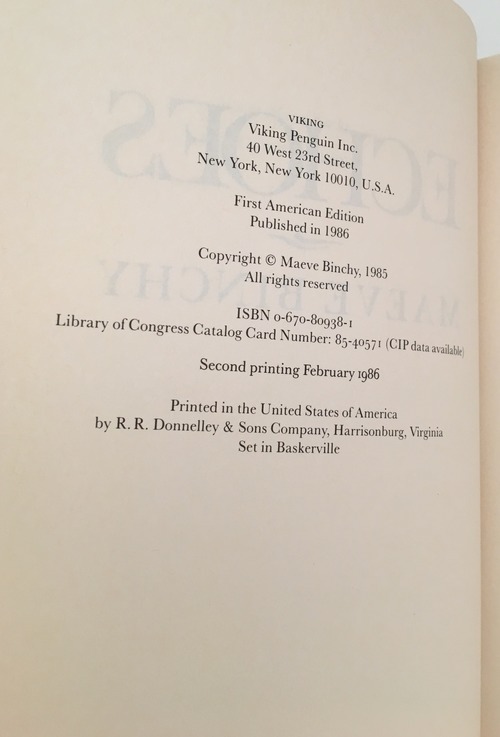 VIKING
Viking Penguin Inc.
40 West 23rd Street,
New York, New York 10010, U.S.A.
First American Edition
Published in 1986
Copyright © Maeve Binchy, 1985
All rights reserved
ISBN 0-670-80938-1
Library of Congress Catalog Card Number: 85-40571 (CIP data available)
Second printing February 1986
Printed in the United States of America
by R. R. Donnelley & Sons Company, Harrisonburg, Virginia
Set in Baskerville
ECHOES
MAEVE BINCHY